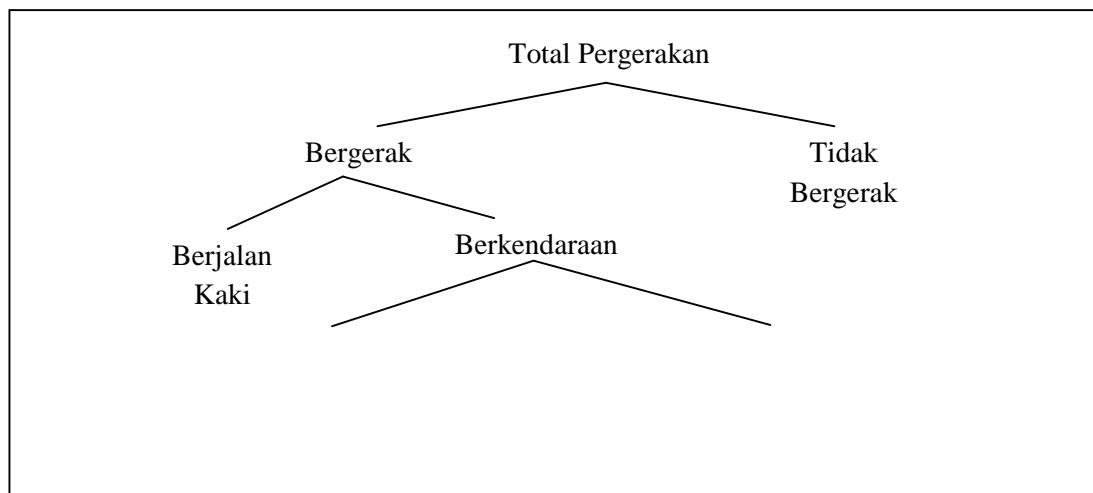 Total Pergerakan
Bergerak
Tidak
Bergerak
Berjalan
Kaki
Berkendaraan